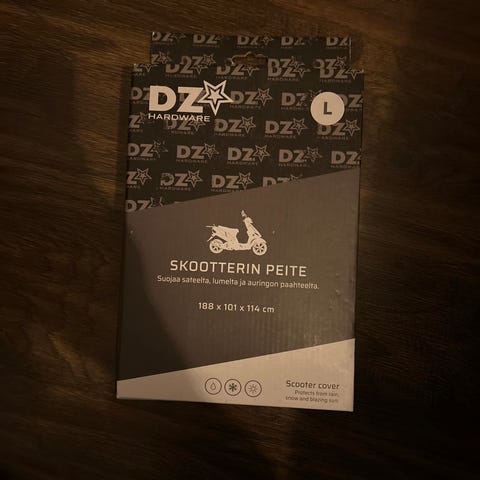 DZ
HARDWARE
L
SKOOTTERIN PEITE
Suojaa sateelta, lumelta ja auringon paahteelta.
188 x 101 x 114 cm
Scooter cover
Protects from rain,
snow and blazing sun.